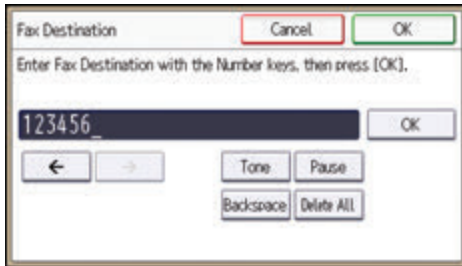 Fax Destination Cancel OK
Enter Fax Destination with the Number keys, then press [OK].
123456_ OK
← → Tone Pause
Backspace Delete All